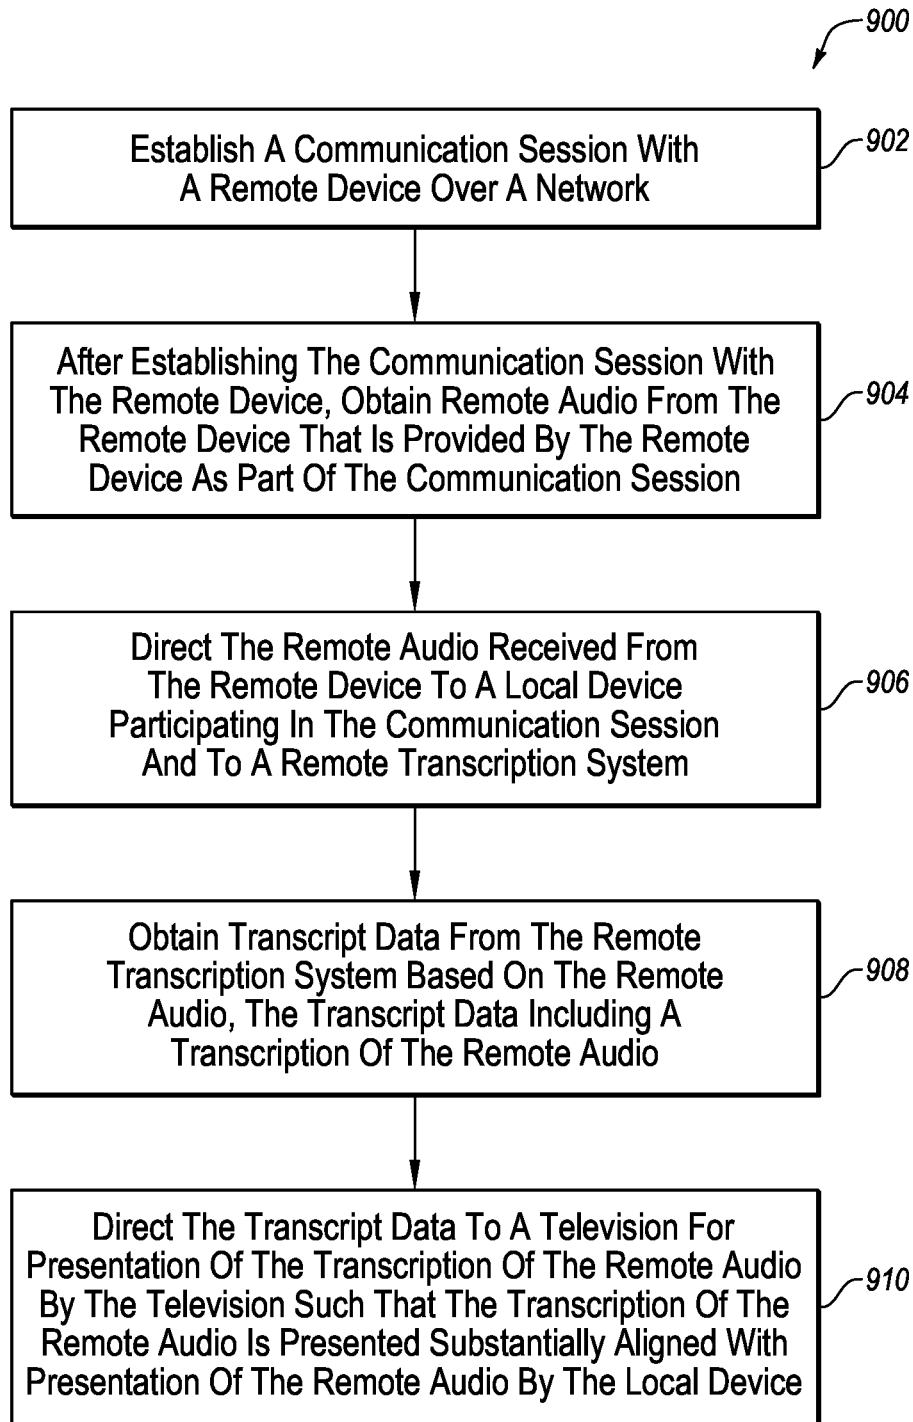 900
Establish A Communication Session With
A Remote Device Over A Network
902
After Establishing The Communication Session With
The Remote Device, Obtain Remote Audio From The
Remote Device That Is Provided By The Remote
Device As Part Of The Communication Session
904
Direct The Remote Audio Received From
The Remote Device To A Local Device
Participating In The Communication Session
And To A Remote Transcription System
906
Obtain Transcript Data From The Remote
Transcription System Based On The Remote
Audio, The Transcript Data Including A
Transcription Of The Remote Audio
908
Direct The Transcript Data To A Television For
Presentation Of The Transcription Of The Remote Audio
By The Television Such That The Transcription Of The
Remote Audio Is Presented Substantially Aligned With
Presentation Of The Remote Audio By The Local Device
910